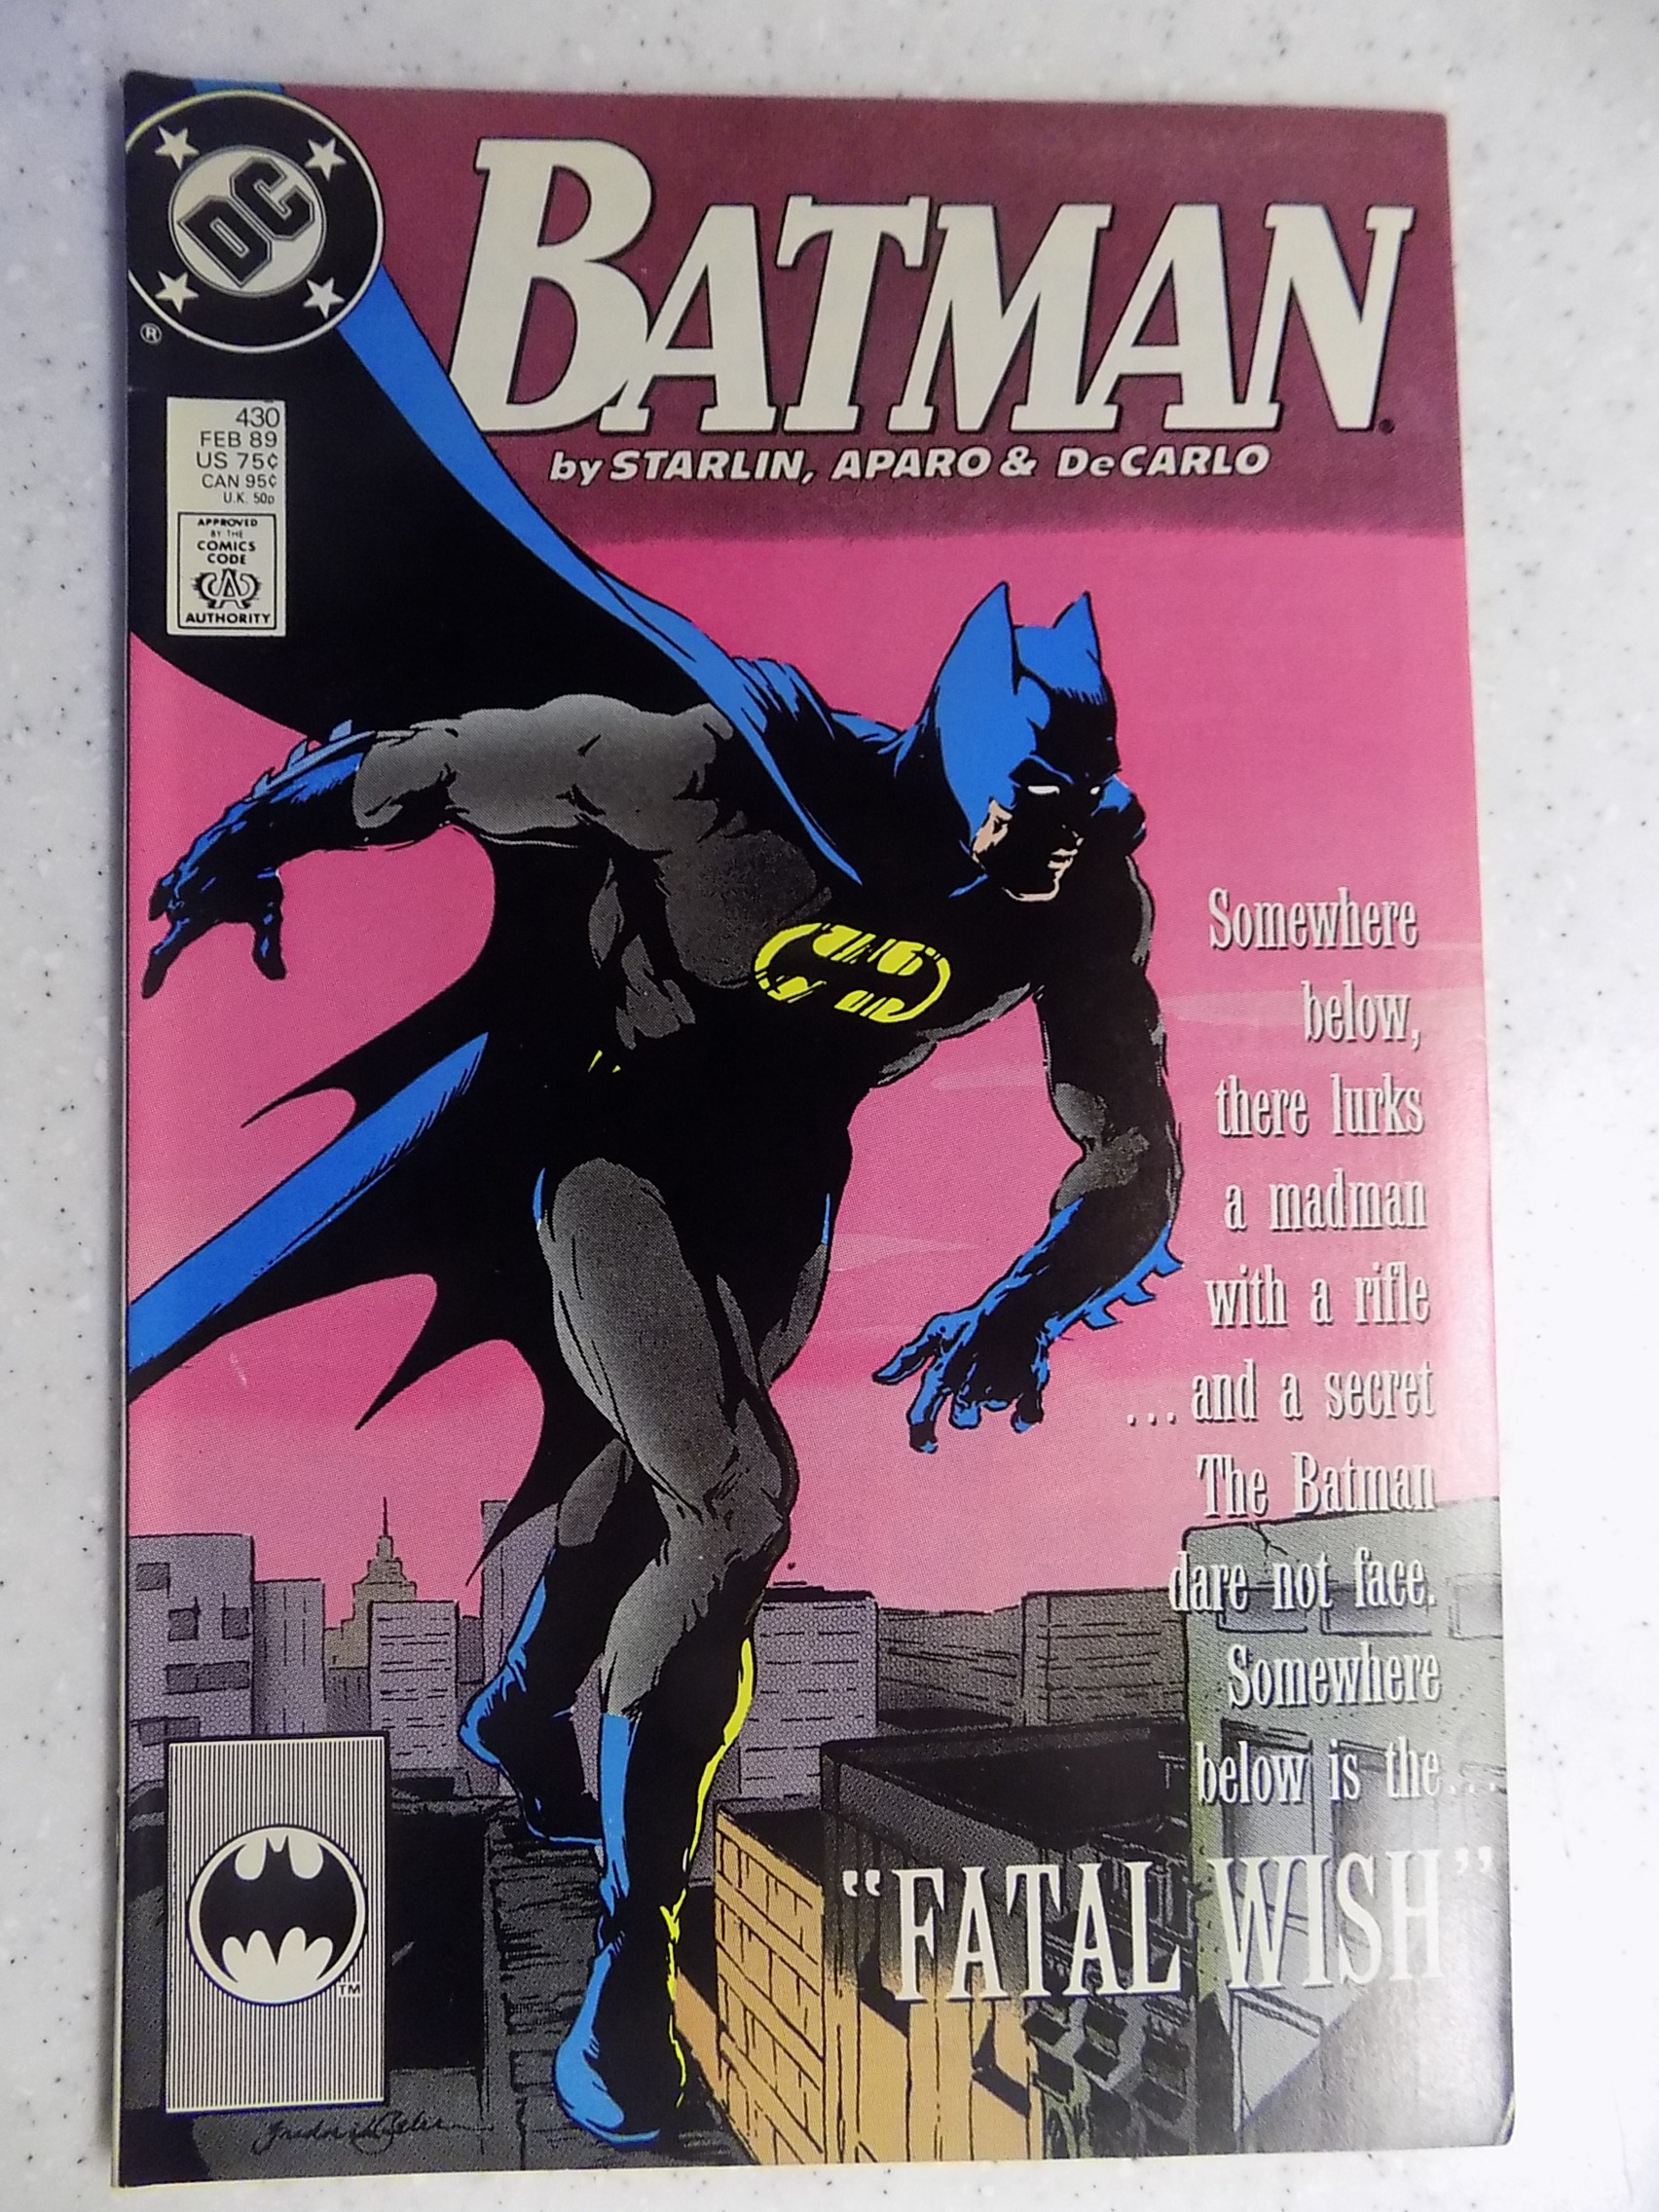 DC
®
BATMAN.
by STARLIN, APARO & DeCARLO
430
FEB 89
US 75¢
CAN 95¢
U.K. 50p
APPROVED
BY THE
COMICS
CODE
CA
AUTHORITY
Somewhere
below,
there lurks
a madman
with a rifle
...and a secret
The Batman
dare not face.
Somewhere
below is the...
"FATAL WISH"
TM